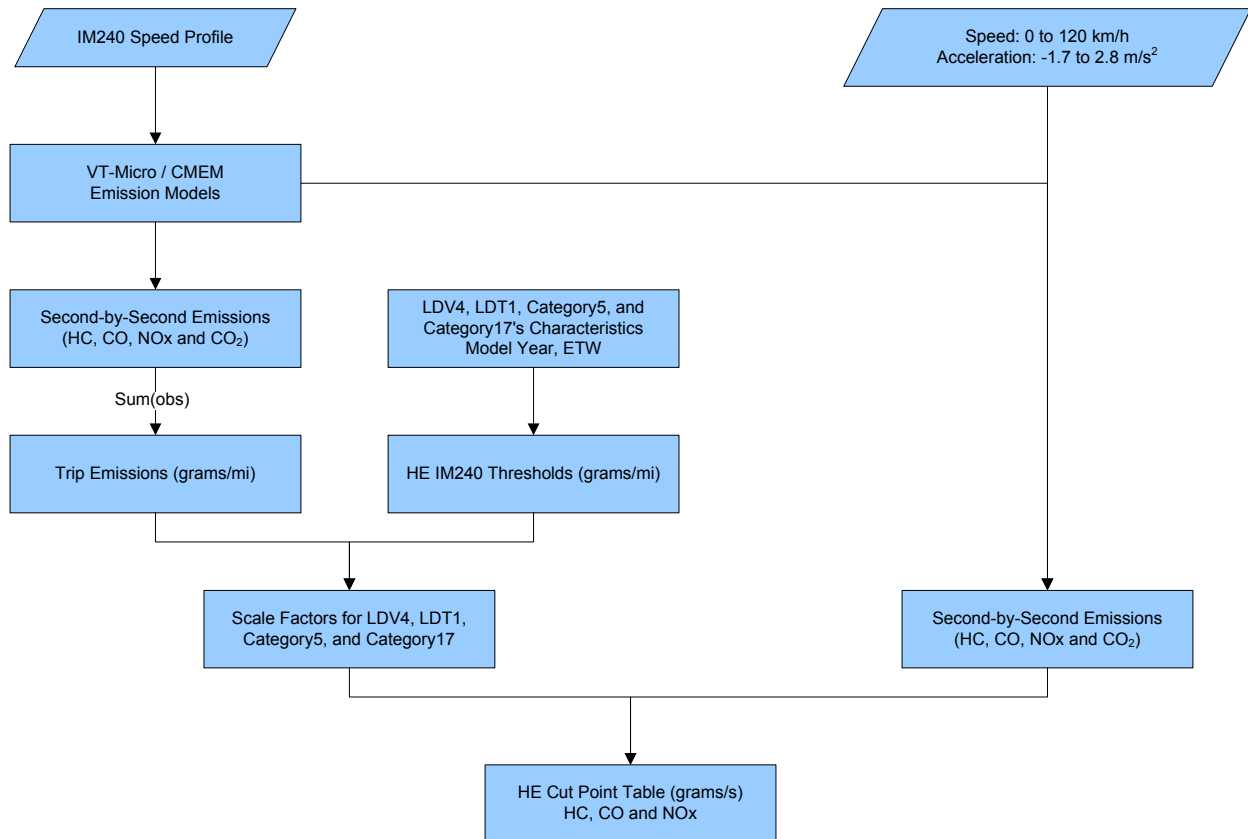 IM240 Speed Profile
Speed: 0 to 120 km/h
Acceleration: -1.7 to 2.8 m/s²
VT-Micro / CMEM
Emission Models
Second-by-Second Emissions
(HC, CO, NOx and CO₂)
LDV4, LDT1, Category5, and
Category17's Characteristics
Model Year, ETW
Sum(obs)
Trip Emissions (grams/mi)
HE IM240 Thresholds (grams/mi)
Scale Factors for LDV4, LDT1,
Category5, and Category17
Second-by-Second Emissions
(HC, CO, NOx and CO₂)
HE Cut Point Table (grams/s)
HC, CO and NOx